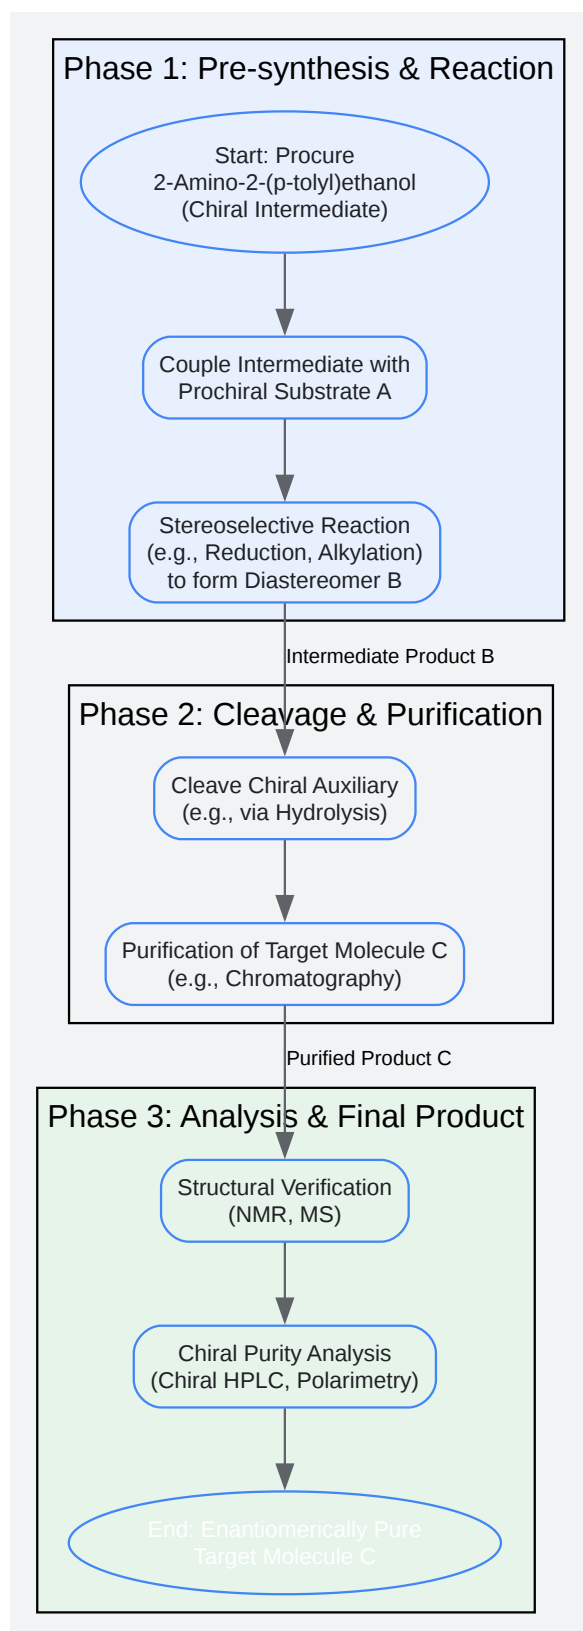 Phase 1: Pre-synthesis & Reaction
Start: Procure
2-Amino-2-(p-tolyl)ethanol
(Chiral Intermediate)
Couple Intermediate with
Prochiral Substrate A
Stereoselective Reaction
(e.g., Reduction, Alkylation)
to form Diastereomer B
Intermediate Product B
Phase 2: Cleavage & Purification
Cleave Chiral Auxiliary
(e.g., via Hydrolysis)
Purification of Target Molecule C
(e.g., Chromatography)
Purified Product C
Phase 3: Analysis & Final Product
Structural Verification
(NMR, MS)
Chiral Purity Analysis
(Chiral HPLC, Polarimetry)
End: Enantiomerically Pure
Target Molecule C